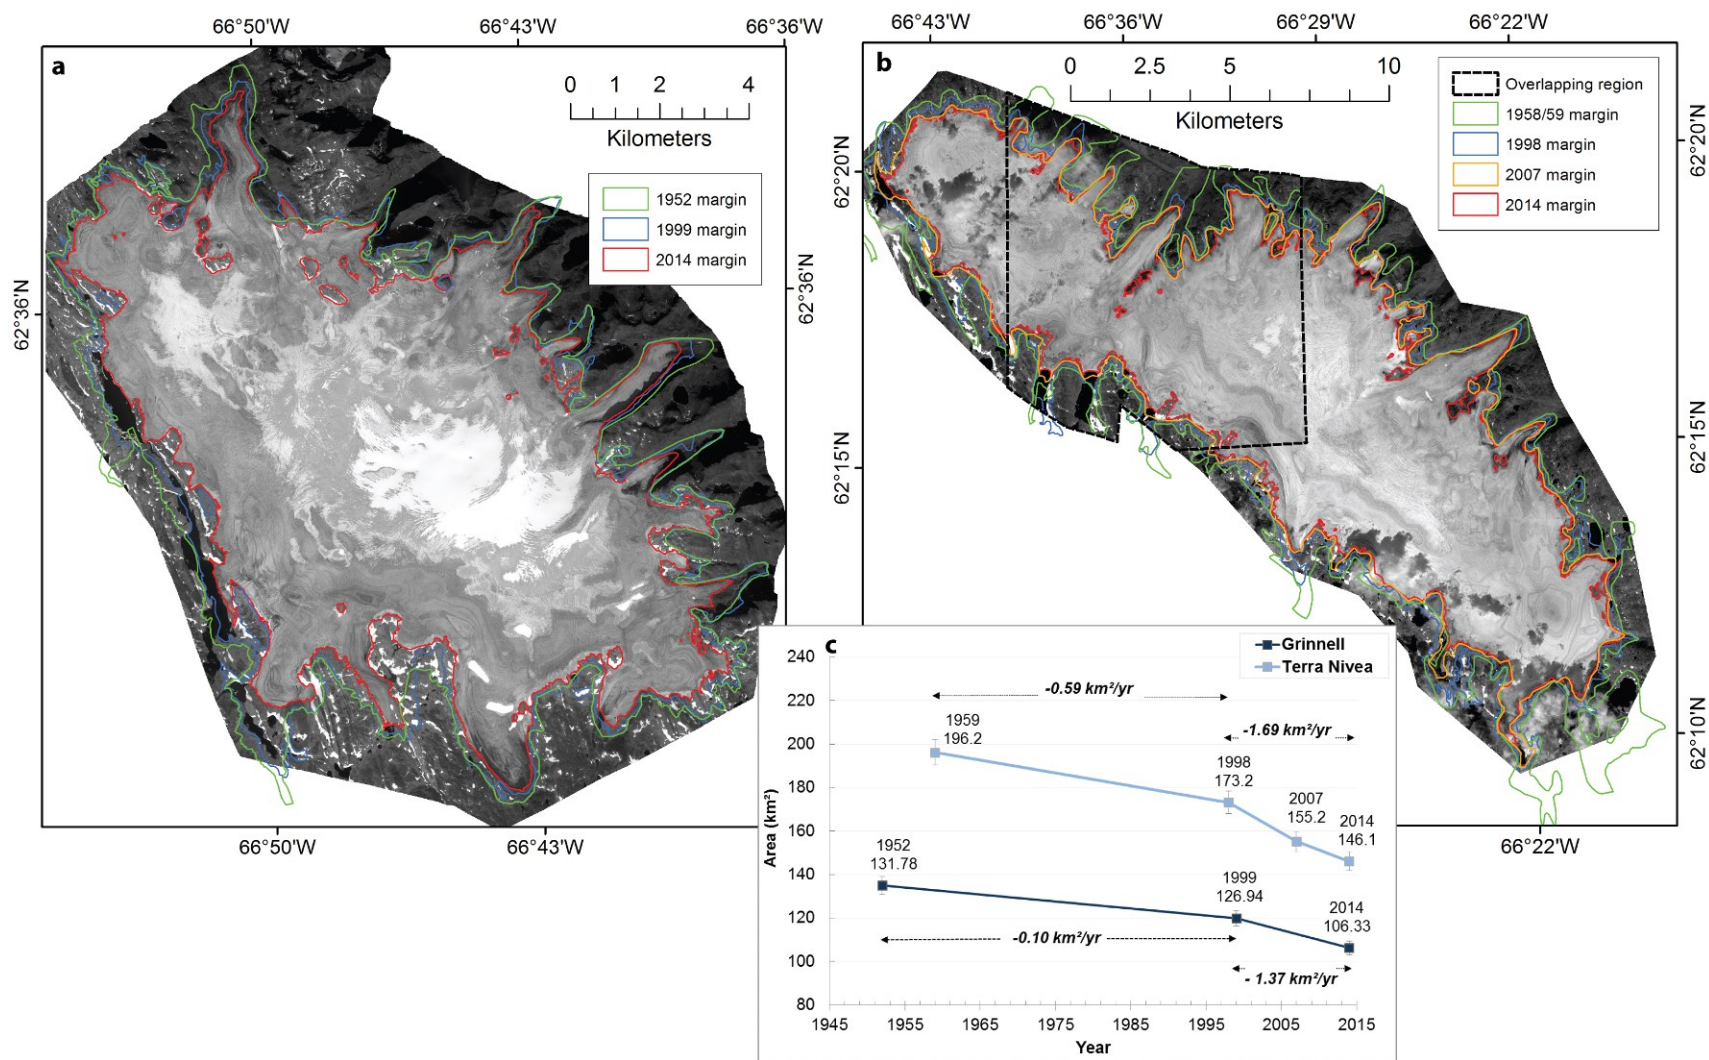 66°50'W
66°43'W
66°36'W
a
0 1 2 4
Kilometers
1952 margin
1999 margin
2014 margin
62°36'N
62°36'N
66°50'W
66°43'W
66°43'W
66°36'W
66°29'W
66°22'W
b
0 2.5 5 10
Kilometers
Overlapping region
1958/59 margin
1998 margin
2007 margin
2014 margin
62°20'N
62°15'N
62°20'N
62°15'N
62°10'N
66°22'W
c
Grinnell
Terra Nivea
240
220
200
180
160
140
120
100
80
Area (km²)
-0.59 km²/yr
-1.69 km²/yr
1959
196.2
1998
173.2
2007
155.2
2014
146.1
1952
131.78
1999
126.94
2014
106.33
-0.10 km²/yr
- 1.37 km²/yr
1945 1955 1965 1975 1985 1995 2005 2015
Year